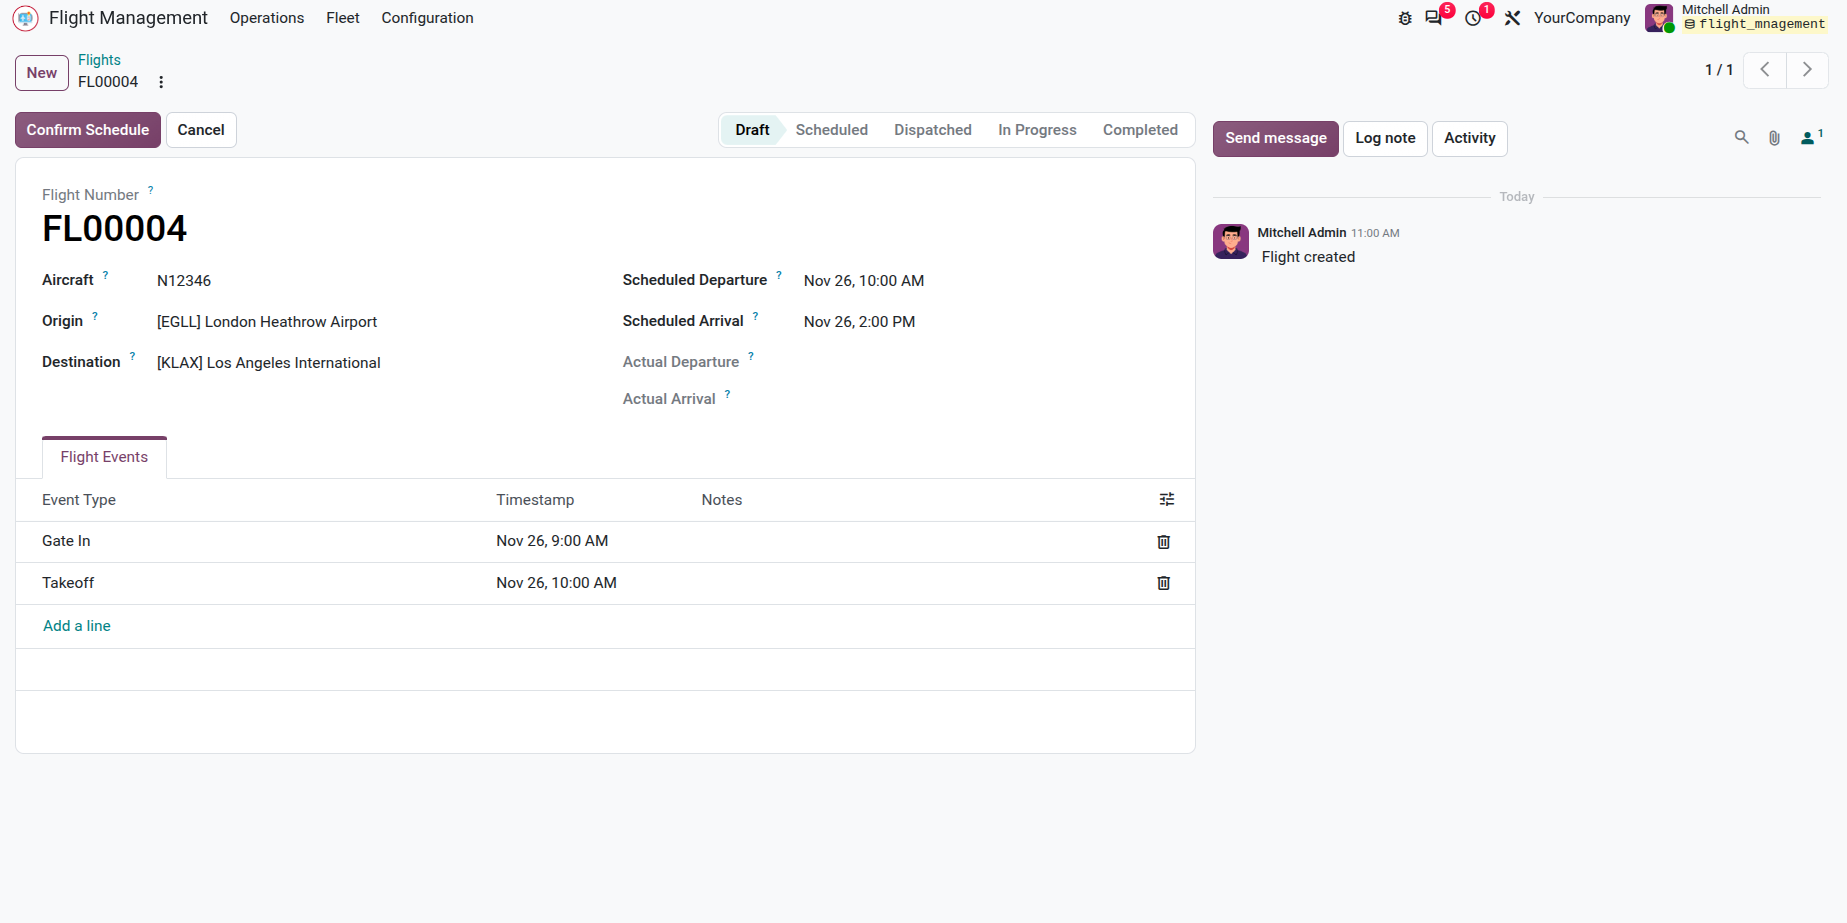 Flight Management Operations Fleet Configuration 5 1 YourCompany Mitchell Admin
flight_mnagement
New Flights
FL00004
1 / 1
Confirm Schedule Cancel Draft Scheduled Dispatched In Progress Completed
Send message Log note Activity 1
Flight Number ?
FL00004
Today
Mitchell Admin 11:00 AM
Flight created
Aircraft ? N12346 Scheduled Departure ? Nov 26, 10:00 AM
Origin ? [EGLL] London Heathrow Airport Scheduled Arrival ? Nov 26, 2:00 PM
Destination ? [KLAX] Los Angeles International Actual Departure ?
Actual Arrival ?
Flight Events
Event Type Timestamp Notes
Gate In Nov 26, 9:00 AM
Takeoff Nov 26, 10:00 AM
Add a line